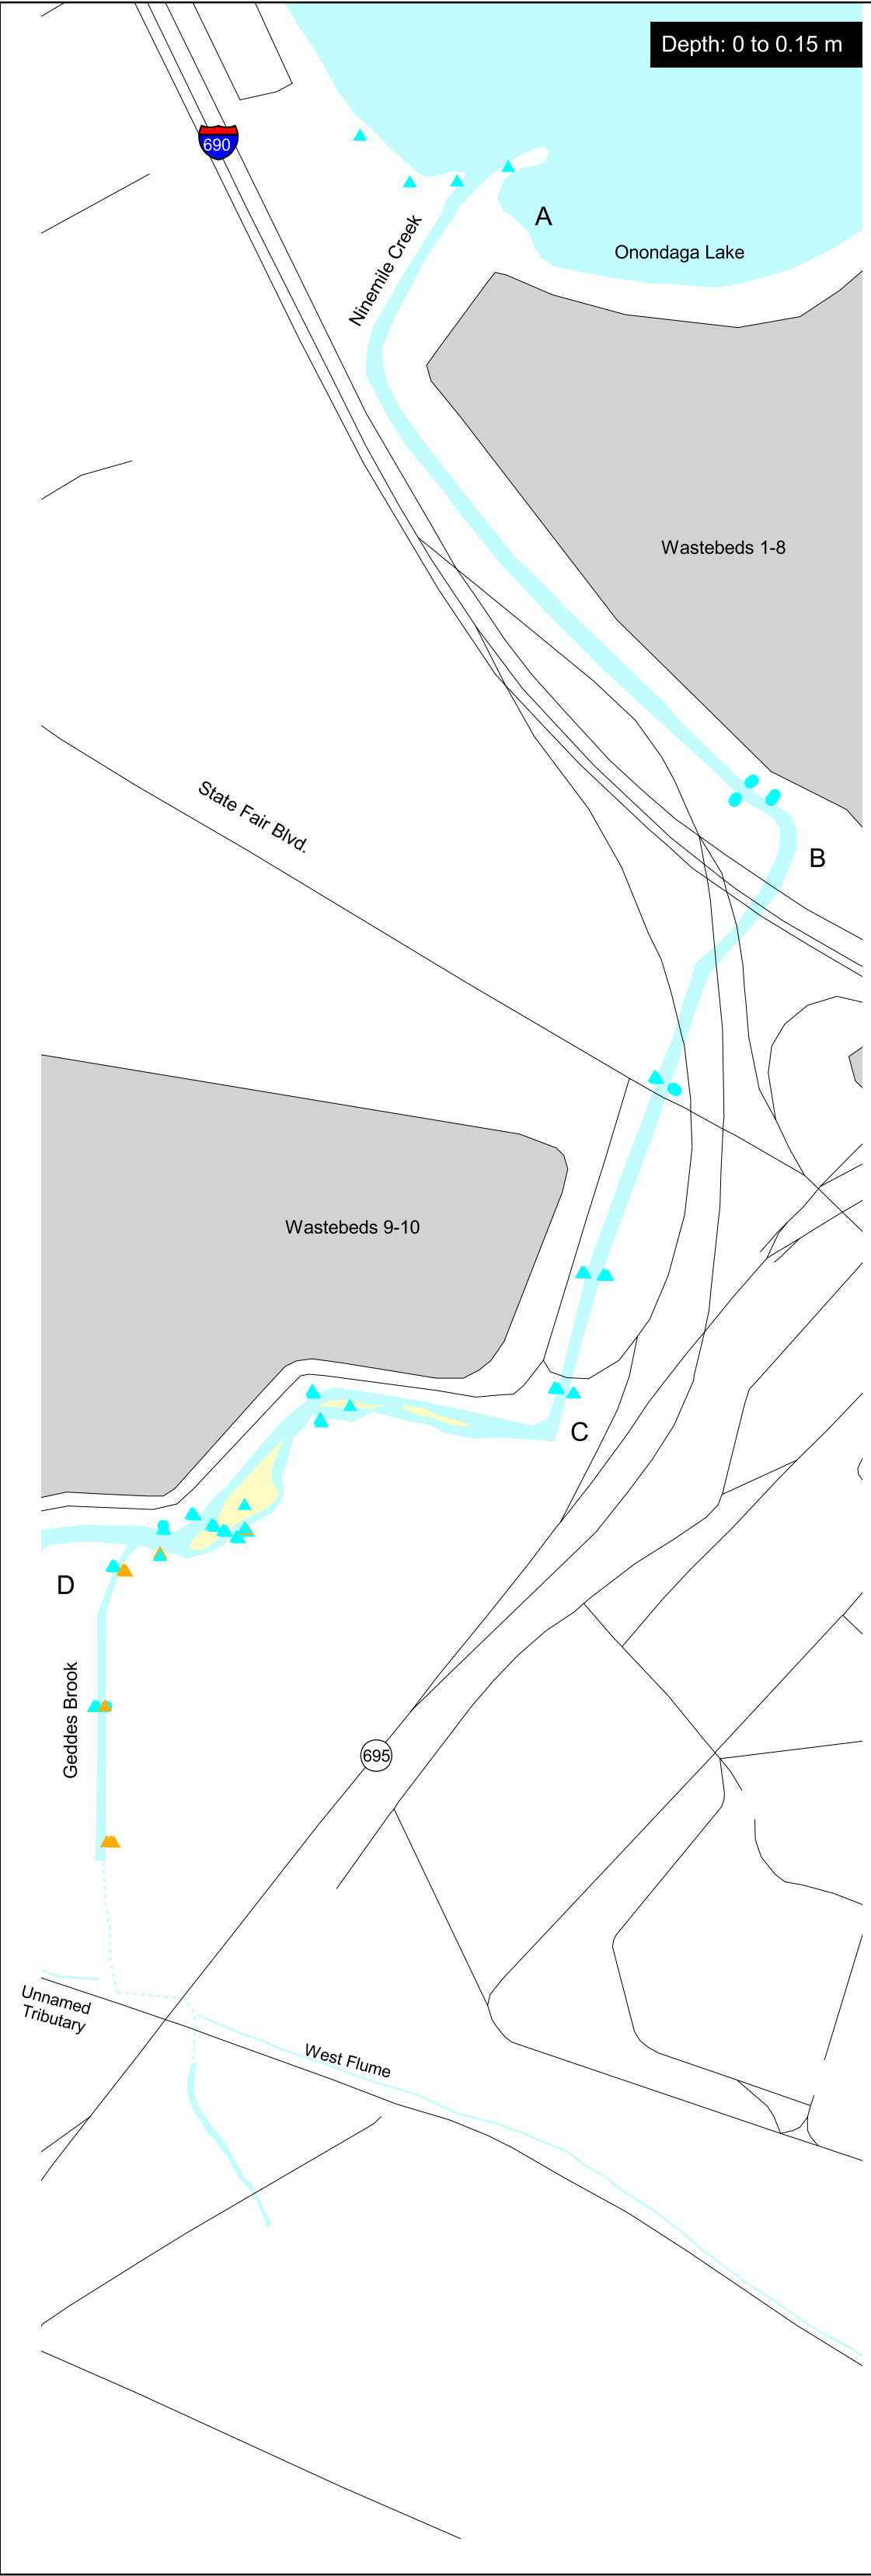 Depth: 0 to 0.15 m
690
A
Onondaga Lake
Ninemile Creek
Wastebeds 1-8
State Fair Blvd.
B
Wastebeds 9-10
C
D
Geddes Brook
695
Unnamed
Tributary
West Flume